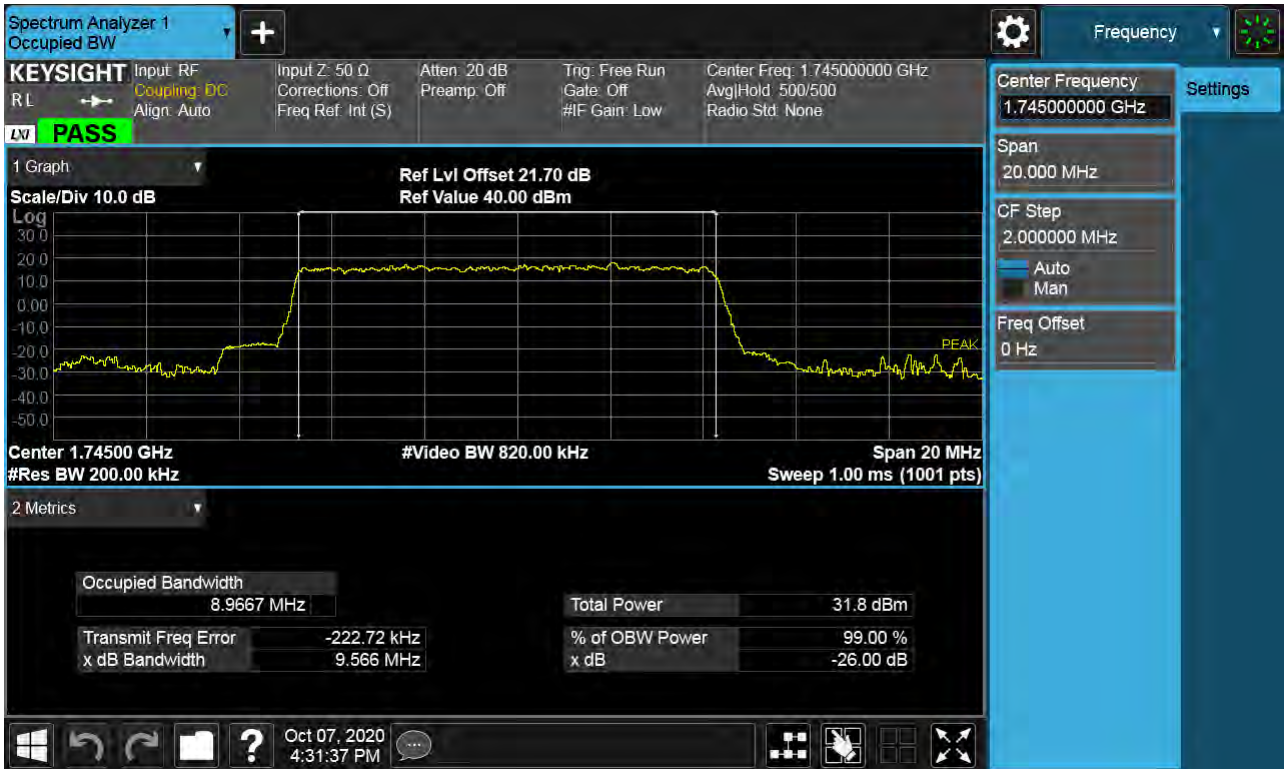 Spectrum Analyzer 1
Occupied BW
+
Frequency
KEYSIGHT
RL
LXI
PASS
Input: RF
Coupling: DC
Align: Auto
Input Z: 50 Ω
Corrections: Off
Freq Ref: Int (S)
Atten: 20 dB
Preamp: Off
Trig: Free Run
Gate: Off
#IF Gain: Low
Center Freq: 1.745000000 GHz
Avg|Hold: 500/500
Radio Std: None
Center Frequency
1.745000000 GHz
Settings
Span
20.000 MHz
CF Step
2.000000 MHz
Auto
Man
Freq Offset
0 Hz
1 Graph
Scale/Div 10.0 dB
Ref Lvl Offset 21.70 dB
Ref Value 40.00 dBm
Log
30.0
20.0
10.0
0.00
-10.0
-20.0
-30.0
-40.0
-50.0
PEAK
Center 1.74500 GHz
#Res BW 200.00 kHz
#Video BW 820.00 kHz
Span 20 MHz
Sweep 1.00 ms (1001 pts)
2 Metrics
Occupied Bandwidth
8.9667 MHz
Transmit Freq Error -222.72 kHz
x dB Bandwidth 9.566 MHz
Total Power 31.8 dBm
% of OBW Power 99.00 %
x dB -26.00 dB
?
Oct 07, 2020
4:31:37 PM